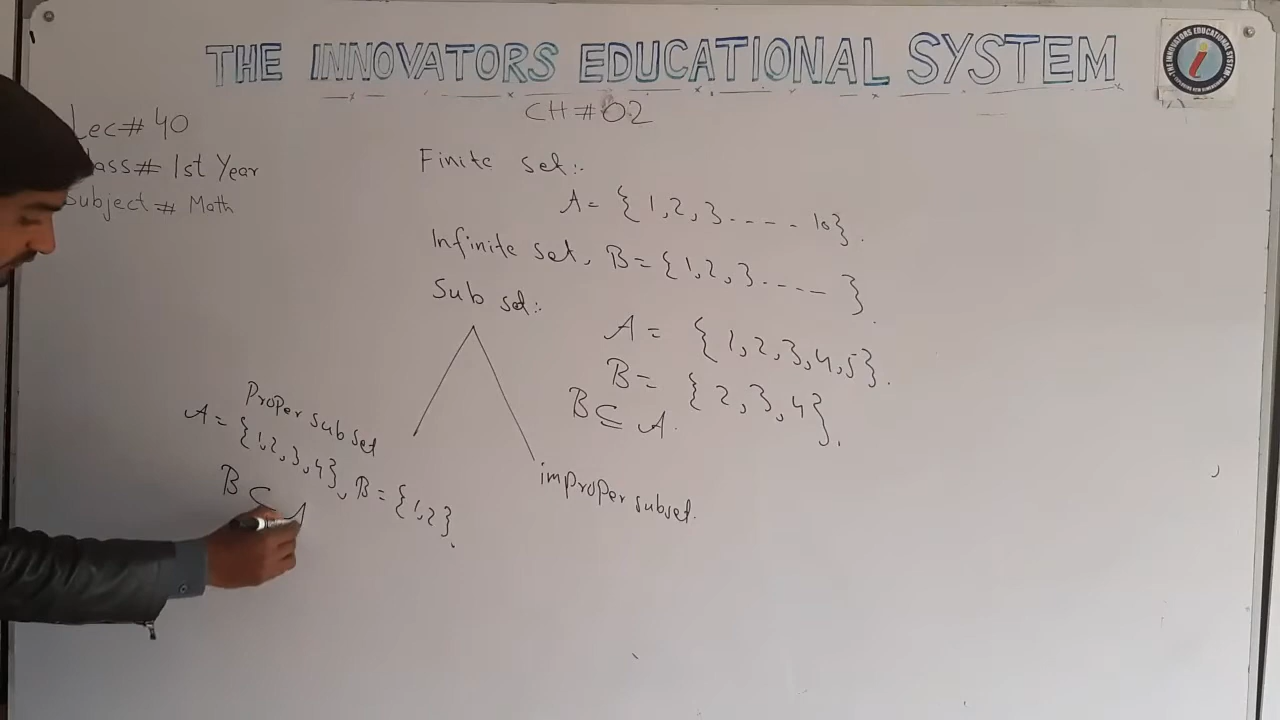 THE INNOVATORS EDUCATIONAL SYSTEM
CH # 02
Lec # 40
Class # 1st Year
Subject # Math
Finite set:.
A = { 1, 2, 3 ----- 10}.
Infinite set, B = { 1, 2, 3 ----- }.
Sub set:.
A = { 1, 2, 3, 4, 5}.
B = { 2, 3, 4}.
B ⊆ A.
Proper subset
A = {1, 2, 3, 4}, B = {1, 2}.
B ⊂ A
improper subset.